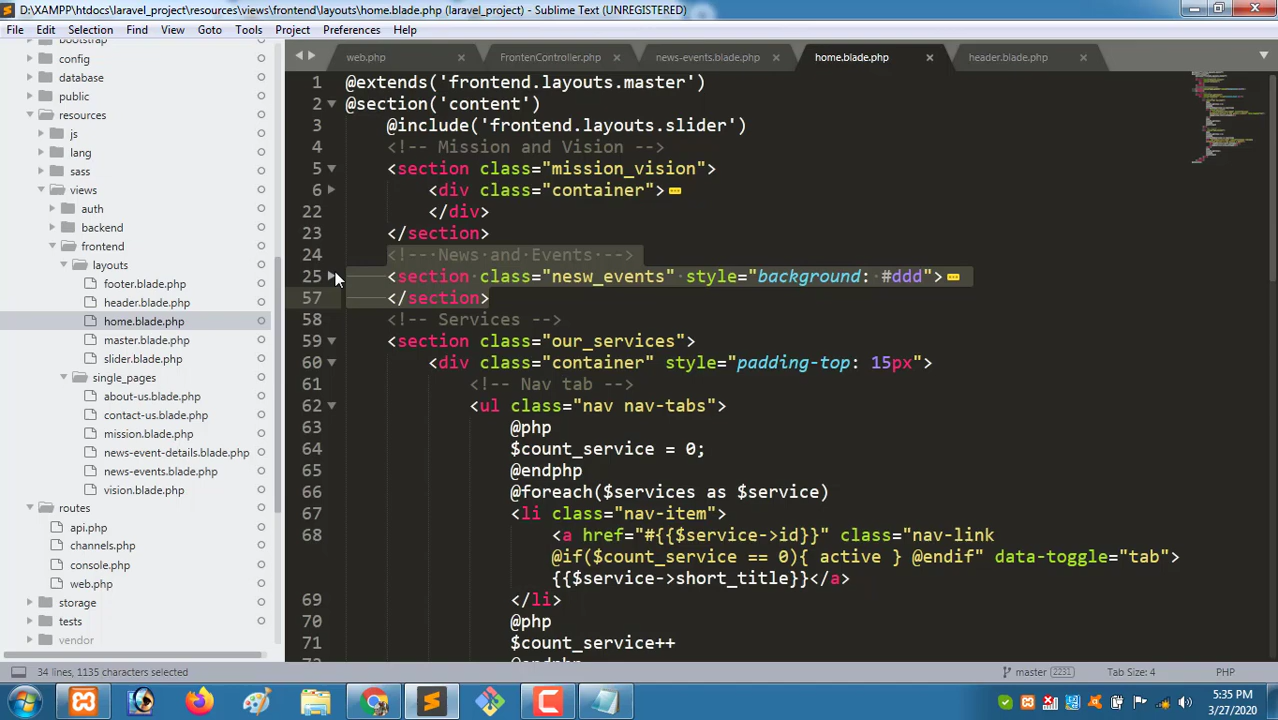 D:\XAMPP\htdocs\laravel_project\resources\views\frontend\layouts\home.blade.php (laravel_project) - Sublime Text (UNREGISTERED)
File Edit Selection Find View Goto Tools Project Preferences Help
bootstrap
config
database
public
resources
js
lang
sass
views
auth
backend
frontend
layouts
footer.blade.php
header.blade.php
home.blade.php
master.blade.php
slider.blade.php
single_pages
about-us.blade.php
contact-us.blade.php
mission.blade.php
news-event-details.blade.php
news-events.blade.php
vision.blade.php
routes
api.php
channels.php
console.php
web.php
storage
tests
vendor
web.php FrontenController.php news-events.blade.php home.blade.php header.blade.php
1 @extends('frontend.layouts.master')
2 @section('content')
3 @include('frontend.layouts.slider')
4 <!-- Mission and Vision -->
5 <section class="mission_vision">
6 <div class="container">
22 </div>
23 </section>
24 <!-- News and Events -->
25 <section class="nesw_events" style="background: #ddd">
57 </section>
58 <!-- Services -->
59 <section class="our_services">
60 <div class="container" style="padding-top: 15px">
61 <!-- Nav tab -->
62 <ul class="nav nav-tabs">
63 @php
64 $count_service = 0;
65 @endphp
66 @foreach($services as $service)
67 <li class="nav-item">
68 <a href="#{{$service->id}}" class="nav-link
@if($count_service == 0){ active } @endif" data-toggle="tab">
{{$service->short_title}}</a>
69 </li>
70 @php
71 $count_service++
72 @endphp
34 lines, 1135 characters selected
master 2231 Tab Size: 4 PHP
5:35 PM
3/27/2020